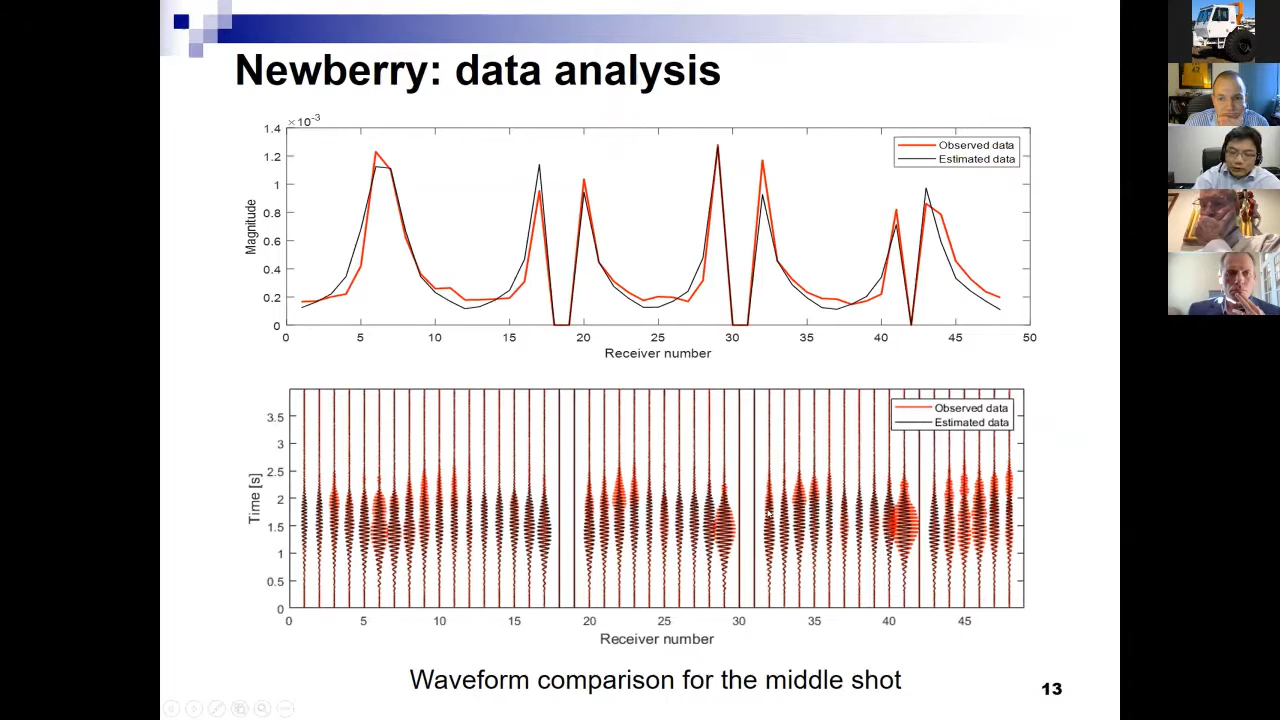 Newberry: data analysis
×10-3
1.4
1.2
1
0.8
0.6
0.4
0.2
0
Magnitude
Observed data
Estimated data
0 5 10 15 20 25 30 35 40 45 50
Receiver number
3.5
3
2.5
2
1.5
1
0.5
0
Time [s]
Observed data
Estimated data
0 5 10 15 20 25 30 35 40 45
Receiver number
Waveform comparison for the middle shot
13